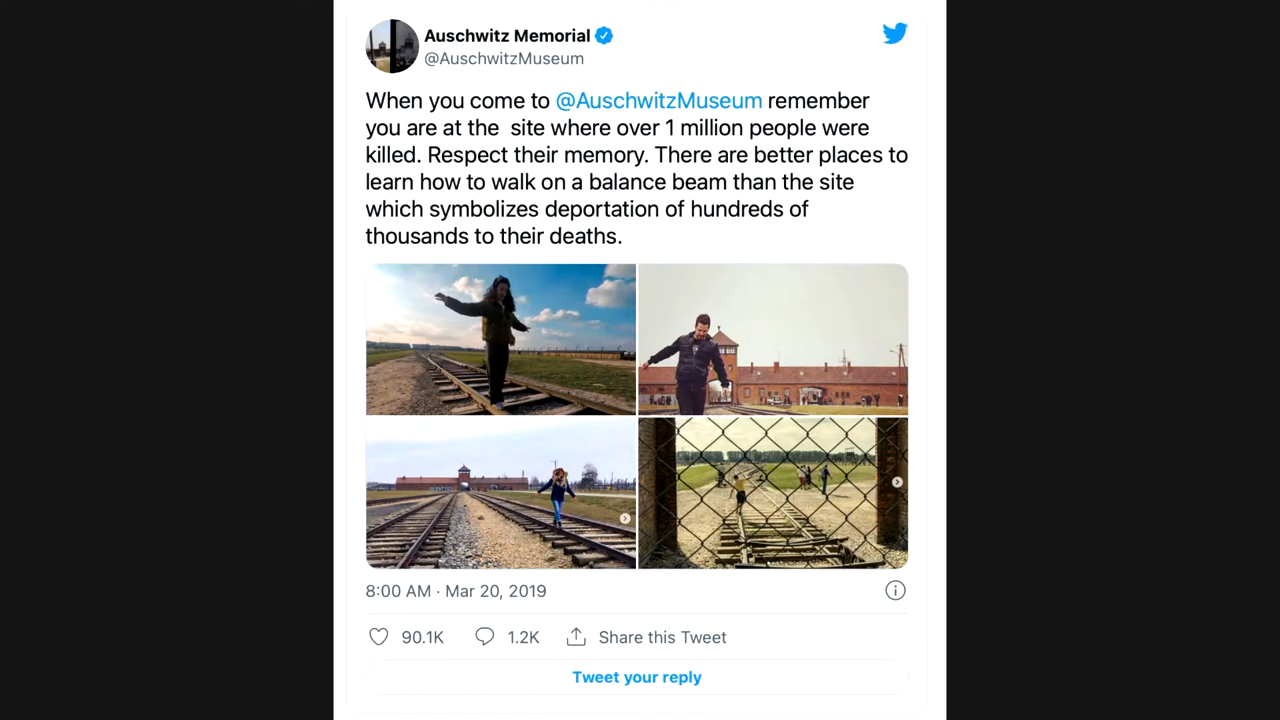 Auschwitz Memorial
@AuschwitzMuseum
When you come to @AuschwitzMuseum remember
you are at the  site where over 1 million people were
killed. Respect their memory. There are better places to
learn how to walk on a balance beam than the site
which symbolizes deportation of hundreds of
thousands to their deaths.
8:00 AM · Mar 20, 2019
90.1K 1.2K Share this Tweet
Tweet your reply